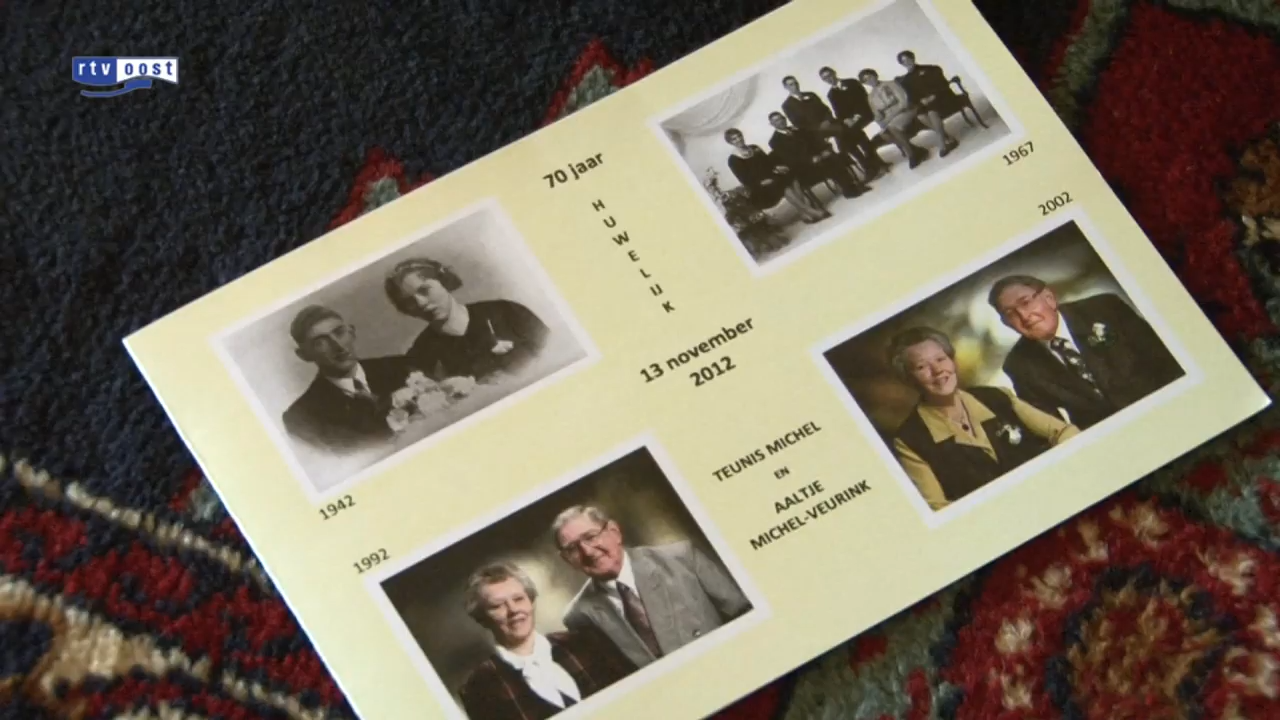 rtv oost
70 jaar
HUWELIJK
13 november
2012
TEUNIS MICHEL
EN
AALTJE
MICHEL-VEURINK
1942
1967
1992
2002